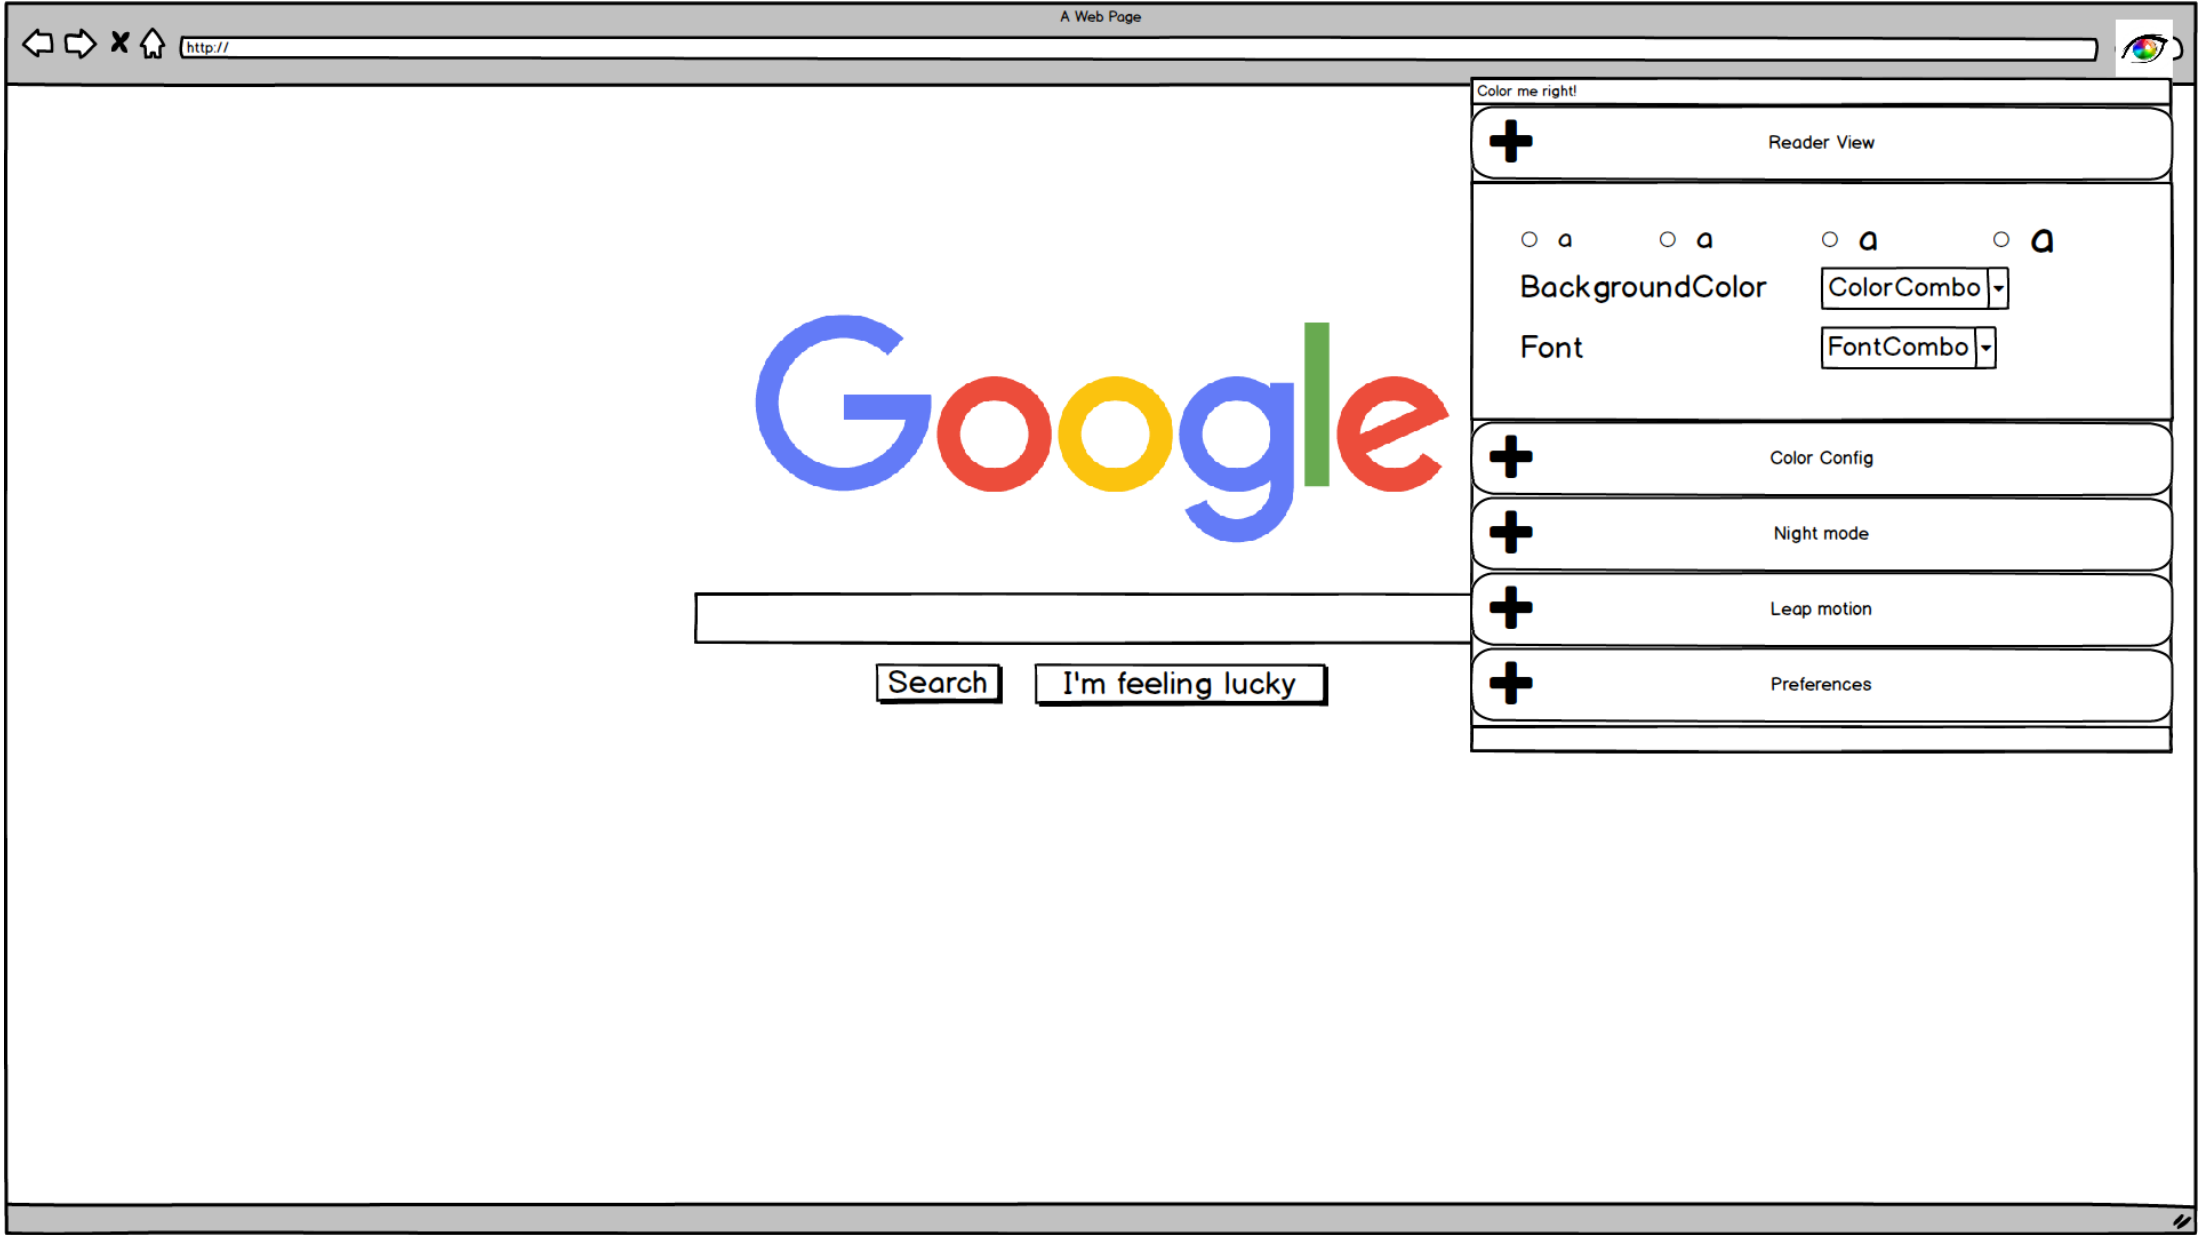 A Web Page
http://
Color me right!
Reader View
a a a a
BackgroundColor ColorCombo
Font FontCombo
Google
Color Config
Night mode
Leap motion
Search I'm feeling lucky
Preferences